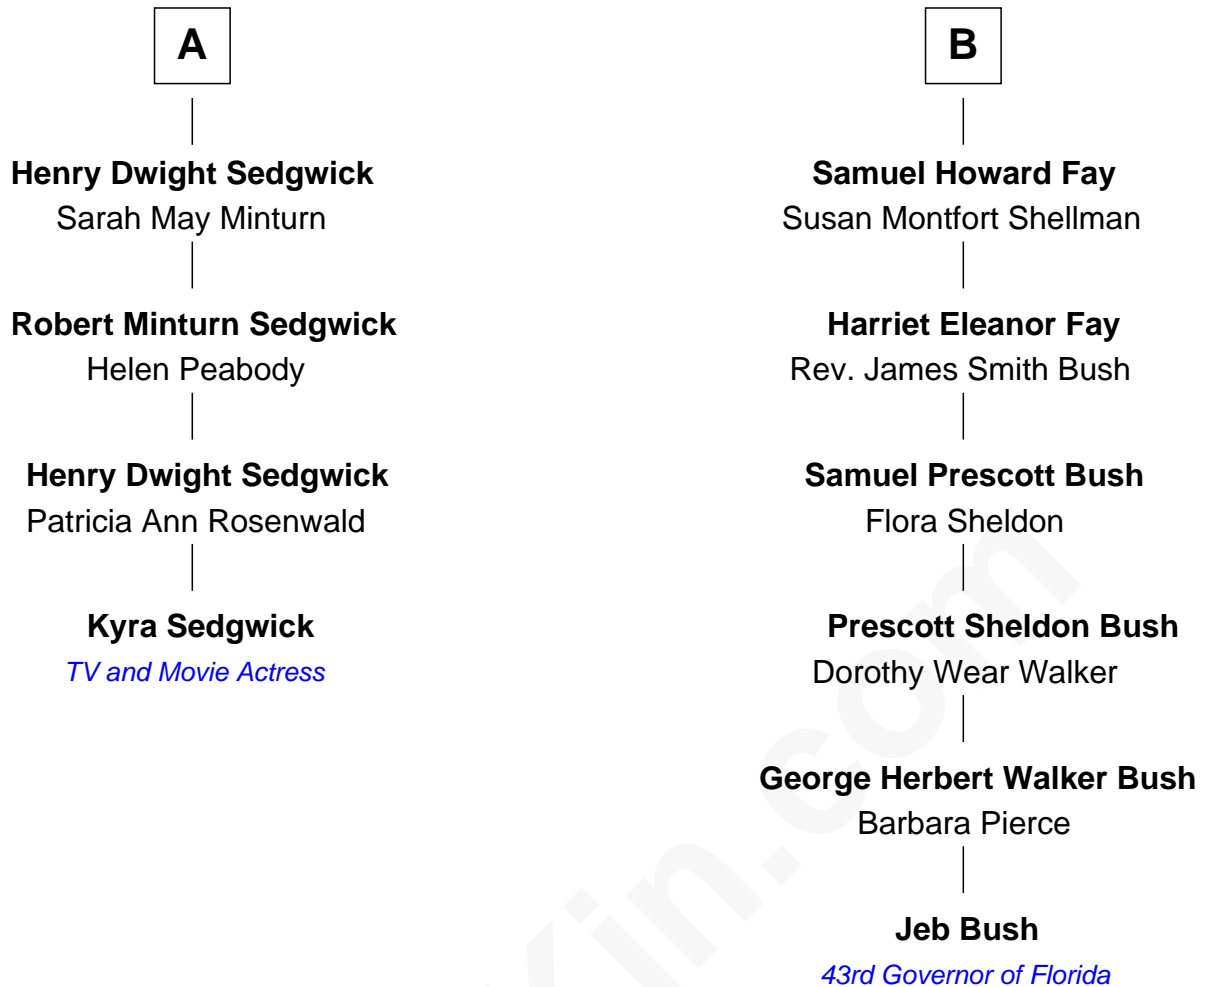 A
Henry Dwight Sedgwick
Sarah May Minturn
Robert Minturn Sedgwick
Helen Peabody
Henry Dwight Sedgwick
Patricia Ann Rosenwald
Kyra Sedgwick
TV and Movie Actress
B
Samuel Howard Fay
Susan Montfort Shellman
Harriet Eleanor Fay
Rev. James Smith Bush
Samuel Prescott Bush
Flora Sheldon
Prescott Sheldon Bush
Dorothy Wear Walker
George Herbert Walker Bush
Barbara Pierce
Jeb Bush
43rd Governor of Florida